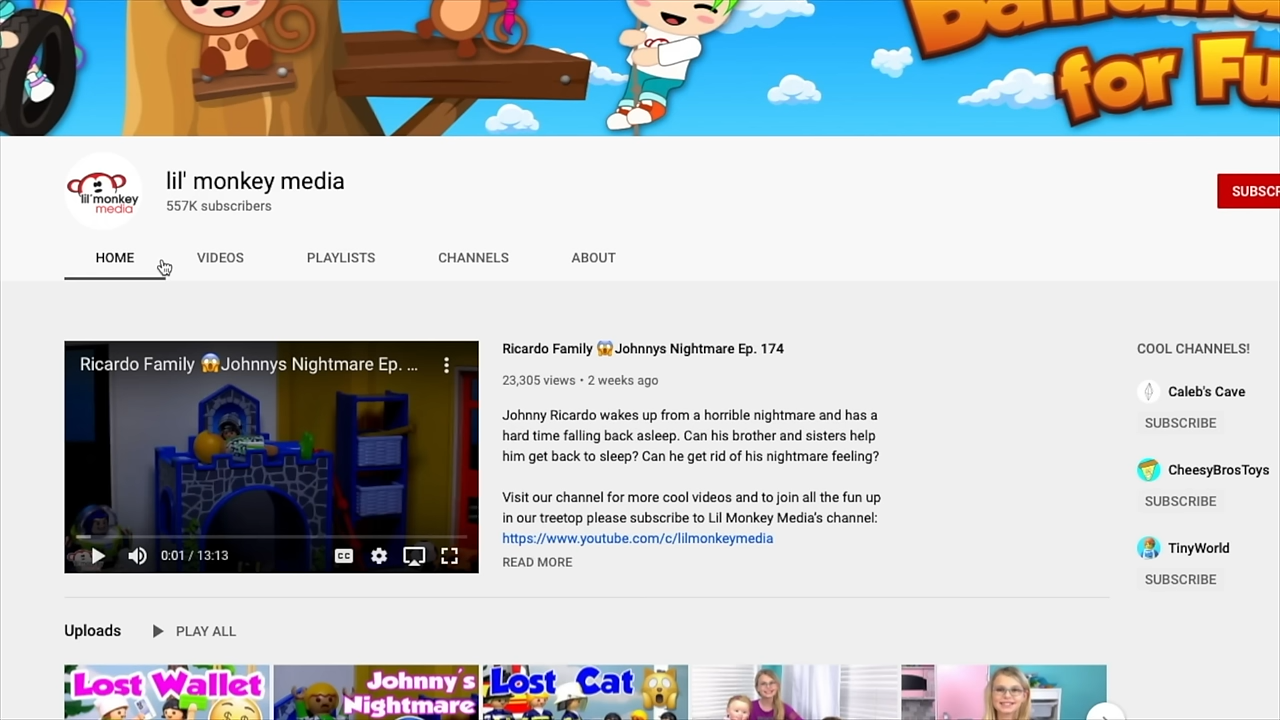 for Fu
lil' monkey
media
lil' monkey media
557K subscribers
SUBSCR
HOME
VIDEOS
PLAYLISTS
CHANNELS
ABOUT
Ricardo Family 😱Johnnys Nightmare Ep. ...
0:01 / 13:13
CC
Ricardo Family 😱Johnnys Nightmare Ep. 174
23,305 views • 2 weeks ago
Johnny Ricardo wakes up from a horrible nightmare and has a
hard time falling back asleep. Can his brother and sisters help
him get back to sleep? Can he get rid of his nightmare feeling?
Visit our channel for more cool videos and to join all the fun up
in our treetop please subscribe to Lil Monkey Media's channel:
https://www.youtube.com/c/lilmonkeymedia
READ MORE
COOL CHANNELS!
Caleb's Cave
SUBSCRIBE
CheesyBrosToys
SUBSCRIBE
TinyWorld
SUBSCRIBE
Uploads
PLAY ALL
Lost Wallet
Johnny's
Nightmare
Lost Cat